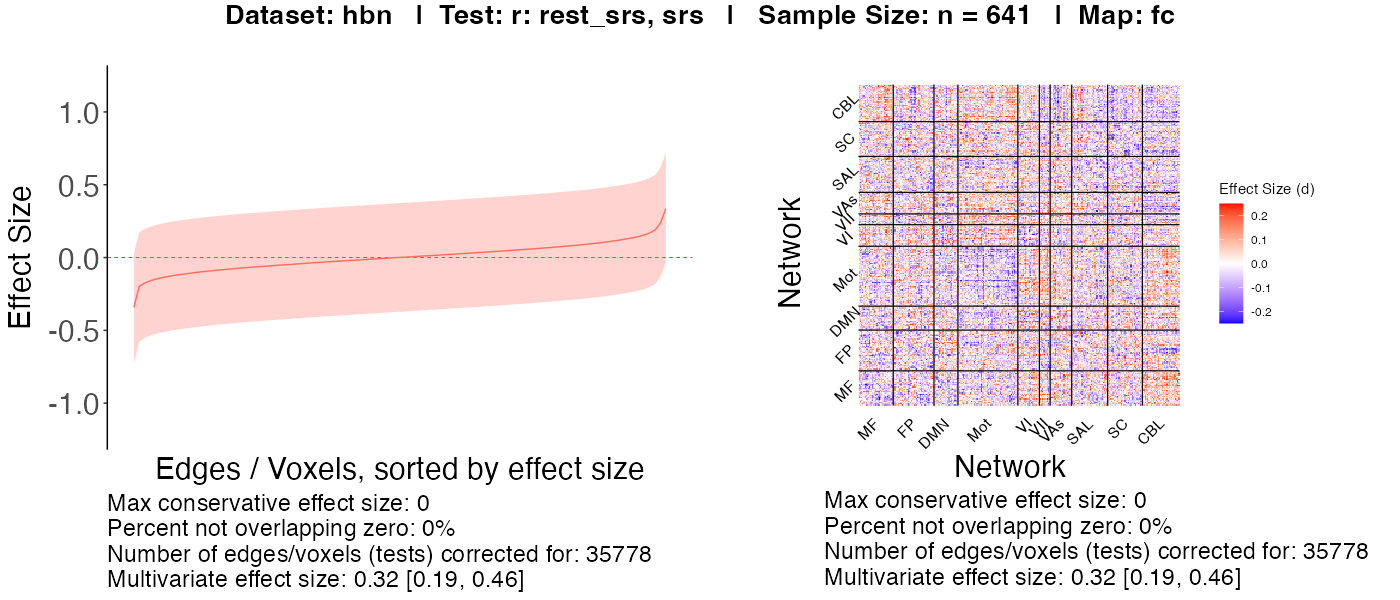 Dataset: hbn | Test: r: rest_srs, srs | Sample Size: n = 641 | Map: fc
1.0
0.5
0.0
-0.5
-1.0
Effect Size
Edges / Voxels, sorted by effect size
Max conservative effect size: 0
Percent not overlapping zero: 0%
Number of edges/voxels (tests) corrected for: 35778
Multivariate effect size: 0.32 [0.19, 0.46]
Network
CBL
SC
SAL
VAs
VII
VI
Mot
DMN
FP
MF
MF
FP
DMN
Mot
VI
VII
VAs
SAL
SC
CBL
Network
Effect Size (d)
0.2
0.1
0.0
-0.1
-0.2
Max conservative effect size: 0
Percent not overlapping zero: 0%
Number of edges/voxels (tests) corrected for: 35778
Multivariate effect size: 0.32 [0.19, 0.46]